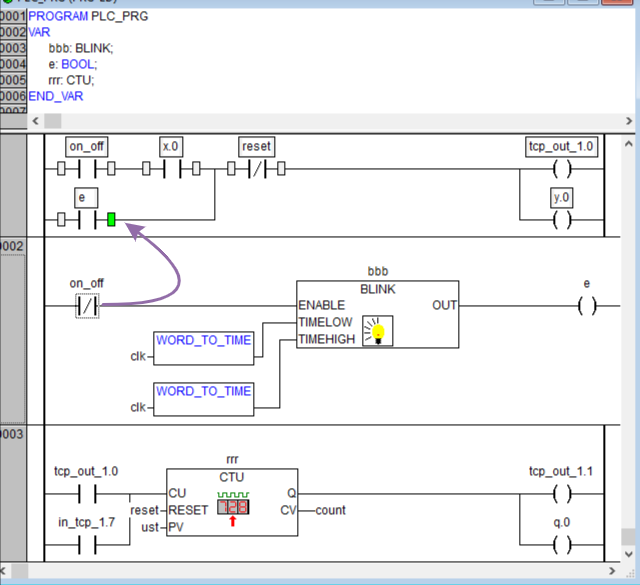 0001 PROGRAM PLC_PRG
0002 VAR
0003 bbb: BLINK;
0004 e: BOOL;
0005 rrr: CTU;
0006 END_VAR
on_off x.0 reset tcp_out_1.0
e y.0
0002
bbb
on_off BLINK e
ENABLE OUT
TIMELOW
WORD_TO_TIME TIMEHIGH
clk
WORD_TO_TIME
clk
0003
rrr
tcp_out_1.0 CTU tcp_out_1.1
CU Q
reset RESET CV count
in_tcp_1.7 ust PV q.0